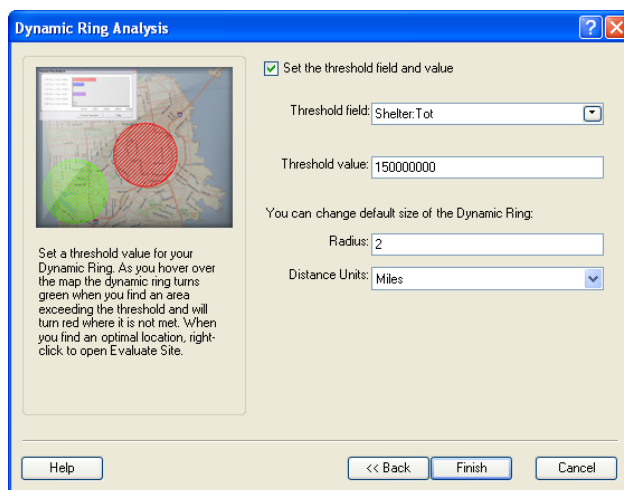 Dynamic Ring Analysis
Set the threshold field and value
Threshold field: Shelter:Tot
Threshold value: 150000000
You can change default size of the Dynamic Ring:
Radius: 2
Distance Units: Miles
Set a threshold value for your
Dynamic Ring. As you hover over
the map the dynamic ring turns
green when you find an area
exceeding the threshold and will
turn red where it is not met. When
you find an optimal location, right-
click to open Evaluate Site.
Help
<< Back
Finish
Cancel